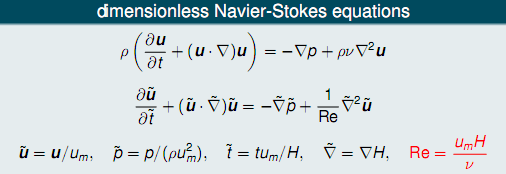 dimensionless Navier-Stokes equations
ρ ( ∂u/∂t + (u · ∇)u ) = −∇p + ρν∇²u
∂ũ/∂t̃ + (ũ · ∇̃)ũ = −∇̃p̃ + 1/Re ∇̃²ũ
ũ = u/uₘ, p̃ = p/(ρuₘ²), t̃ = tuₘ/H, ∇̃ = ∇H, Re = uₘH/ν